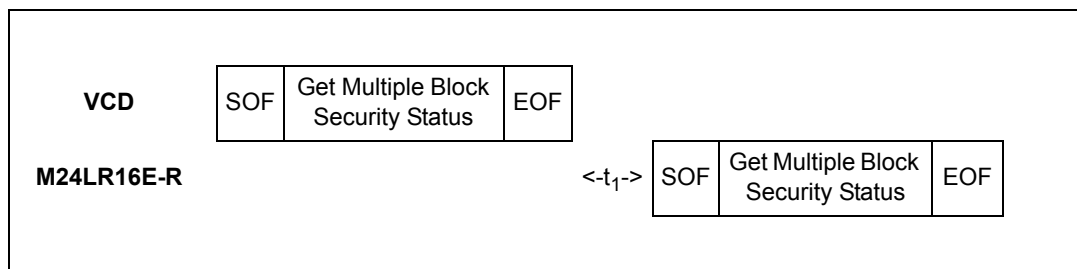 VCD SOF Get Multiple Block Security Status EOF
M24LR16E-R <-t1-> SOF Get Multiple Block Security Status EOF